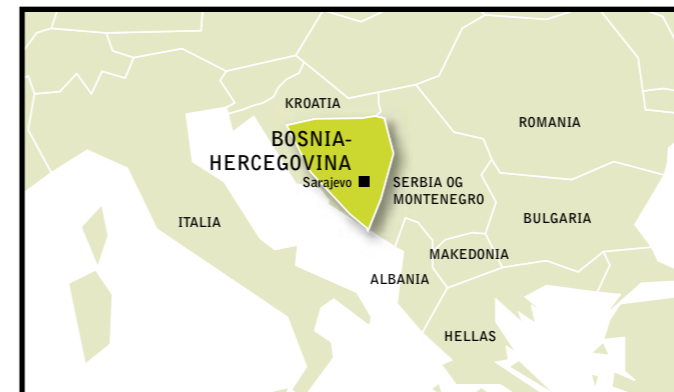 KROATIA
ROMANIA
BOSNIA-
HERCEGOVINA
Sarajevo
SERBIA OG
MONTENEGRO
ITALIA
BULGARIA
MAKEDONIA
ALBANIA
HELLAS